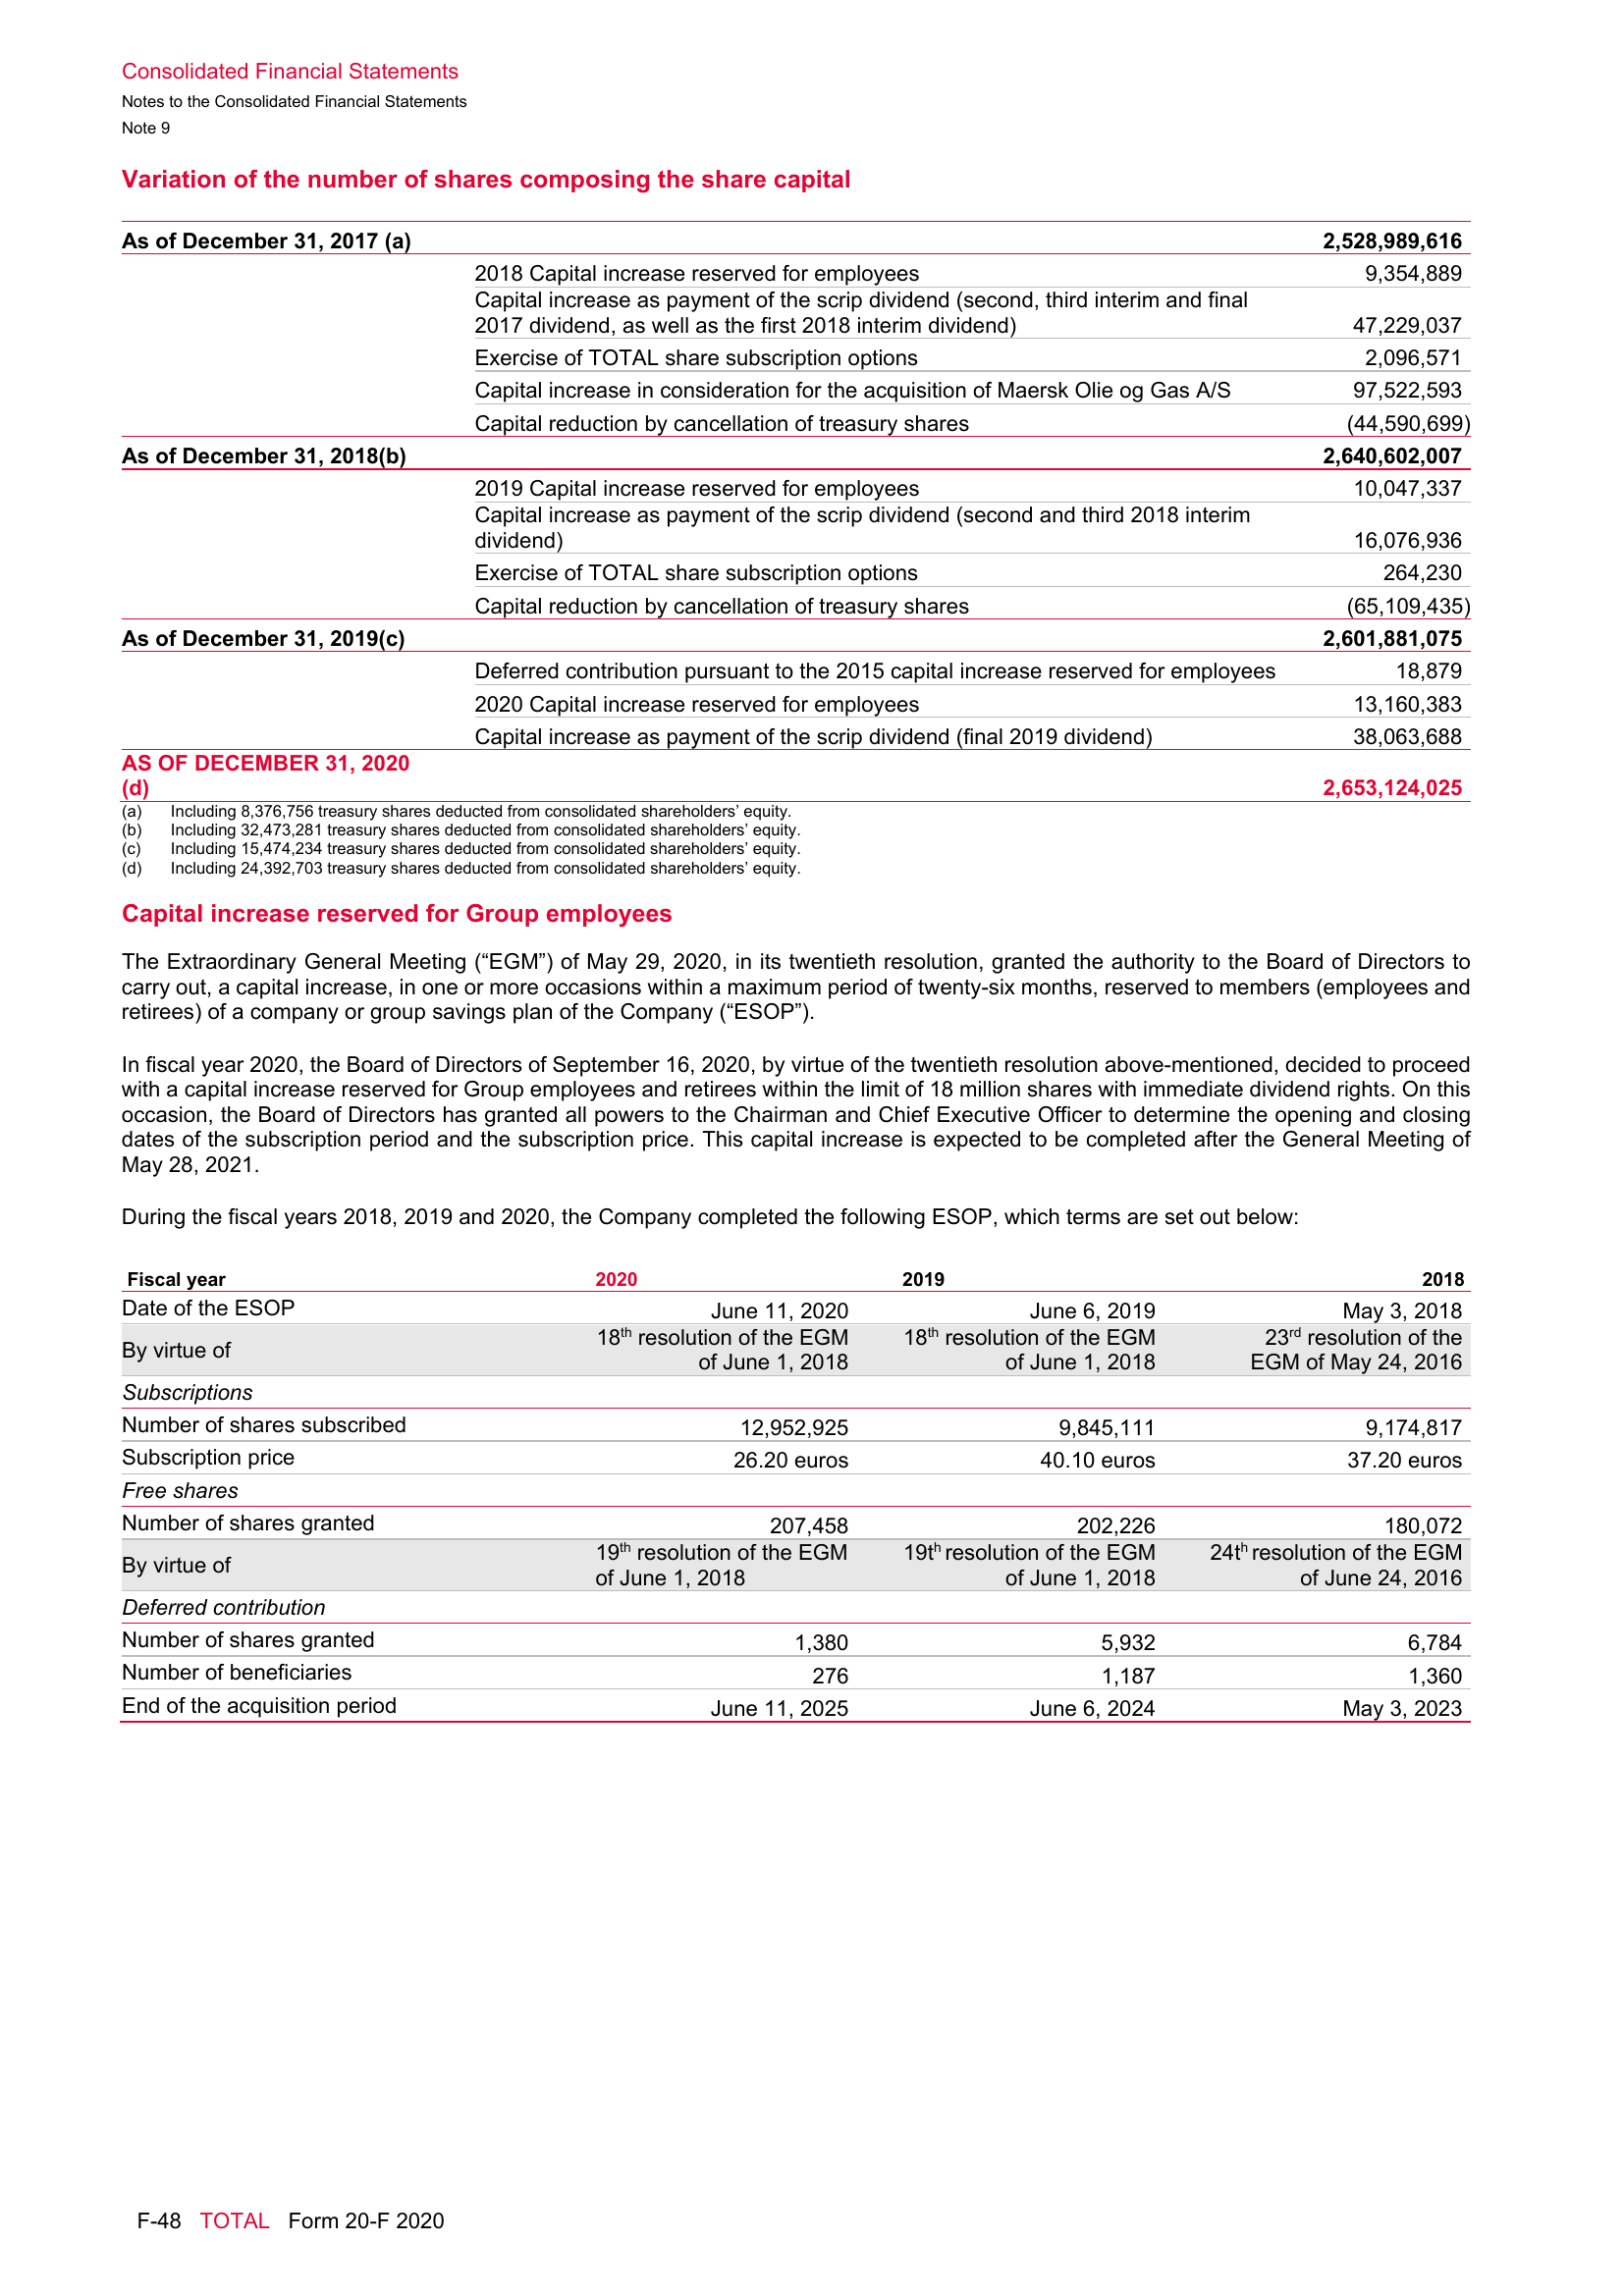 Consolidated Financial Statements
Notes to the Consolidated Financial Statements
Note 9
Variation of the number of shares composing the share capital
As of December 31, 2017 (a) 2,528,989,616
2018 Capital increase reserved for employees 9,354,889
Capital increase as payment of the scrip dividend (second, third interim and final
2017 dividend, as well as the first 2018 interim dividend) 47,229,037
Exercise of TOTAL share subscription options 2,096,571
Capital increase in consideration for the acquisition of Maersk Olie og Gas A/S 97,522,593
Capital reduction by cancellation of treasury shares (44,590,699)
As of December 31, 2018(b) 2,640,602,007
2019 Capital increase reserved for employees 10,047,337
Capital increase as payment of the scrip dividend (second and third 2018 interim
dividend) 16,076,936
Exercise of TOTAL share subscription options 264,230
Capital reduction by cancellation of treasury shares (65,109,435)
As of December 31, 2019(c) 2,601,881,075
Deferred contribution pursuant to the 2015 capital increase reserved for employees 18,879
2020 Capital increase reserved for employees 13,160,383
Capital increase as payment of the scrip dividend (final 2019 dividend) 38,063,688
AS OF DECEMBER 31, 2020
(d) 2,653,124,025
(a) Including 8,376,756 treasury shares deducted from consolidated shareholders’ equity.
(b) Including 32,473,281 treasury shares deducted from consolidated shareholders’ equity.
(c) Including 15,474,234 treasury shares deducted from consolidated shareholders’ equity.
(d) Including 24,392,703 treasury shares deducted from consolidated shareholders’ equity.
Capital increase reserved for Group employees
The Extraordinary General Meeting (“EGM”) of May 29, 2020, in its twentieth resolution, granted the authority to the Board of Directors to
carry out, a capital increase, in one or more occasions within a maximum period of twenty-six months, reserved to members (employees and
retirees) of a company or group savings plan of the Company (“ESOP”).
In fiscal year 2020, the Board of Directors of September 16, 2020, by virtue of the twentieth resolution above-mentioned, decided to proceed
with a capital increase reserved for Group employees and retirees within the limit of 18 million shares with immediate dividend rights. On this
occasion, the Board of Directors has granted all powers to the Chairman and Chief Executive Officer to determine the opening and closing
dates of the subscription period and the subscription price. This capital increase is expected to be completed after the General Meeting of
May 28, 2021.
During the fiscal years 2018, 2019 and 2020, the Company completed the following ESOP, which terms are set out below:
Fiscal year 2020 2019 2018
Date of the ESOP June 11, 2020 June 6, 2019 May 3, 2018
By virtue of 18th resolution of the EGM 18th resolution of the EGM 23rd resolution of the
of June 1, 2018 of June 1, 2018 EGM of May 24, 2016
Subscriptions
Number of shares subscribed 12,952,925 9,845,111 9,174,817
Subscription price 26.20 euros 40.10 euros 37.20 euros
Free shares
Number of shares granted 207,458 202,226 180,072
By virtue of 19th resolution of the EGM 19th resolution of the EGM 24th resolution of the EGM
of June 1, 2018 of June 1, 2018 of June 24, 2016
Deferred contribution
Number of shares granted 1,380 5,932 6,784
Number of beneficiaries 276 1,187 1,360
End of the acquisition period June 11, 2025 June 6, 2024 May 3, 2023
F-48 TOTAL Form 20-F 2020